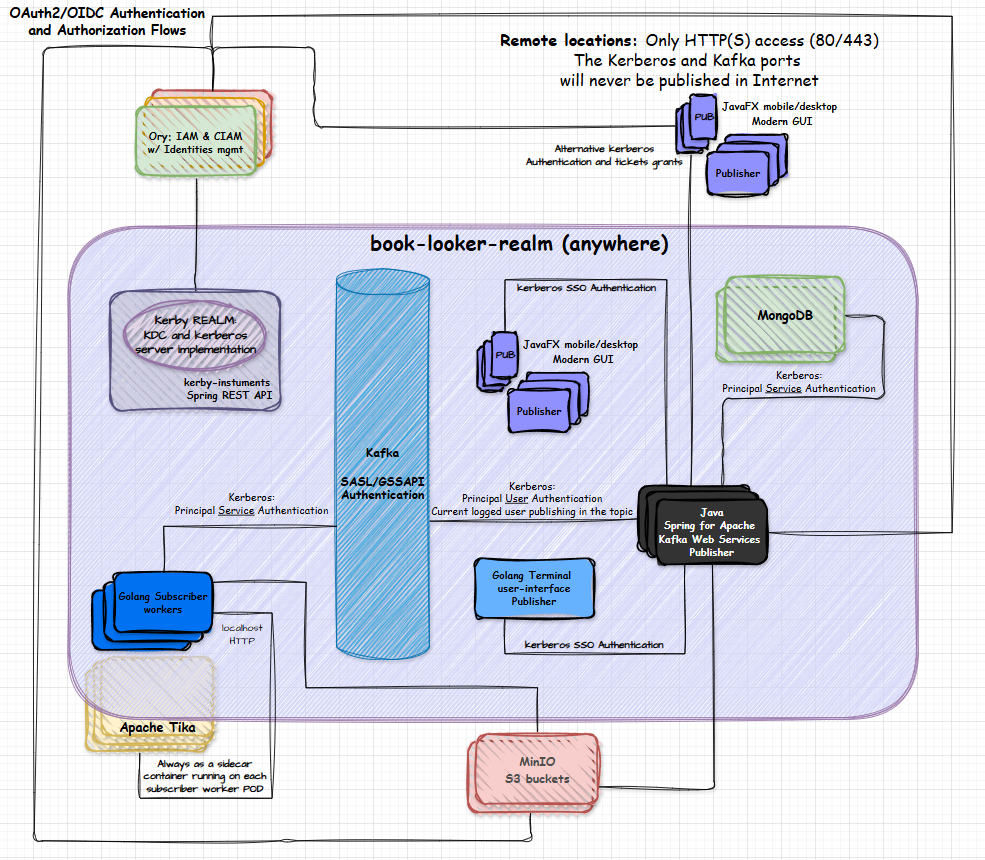 OAuth2/OIDC Authentication
and Authorization Flows
Remote locations: Only HTTP(S) access (80/443)
The Kerberos and Kafka ports
will never be published in Internet
Ory: IAM & CIAM
w/ Identities mgmt
PUB
JavaFX mobile/desktop
Modern GUI
Publisher
Alternative kerberos
Authentication and tickets grants
book-looker-realm (anywhere)
Kerby REALM:
KDC and kerberos
server implementation
kerby-instuments
Spring REST API
Kafka
SASL/GSSAPI
Authentication
kerberos SSO Authentication
PUB
JavaFX mobile/desktop
Modern GUI
Publisher
MongoDB
Kerberos:
Principal Service Authentication
Kerberos:
Principal Service Authentication
Kerberos:
Principal User Authentication
Current logged user publishing in the topic
Java
Spring for Apache
Kafka Web Services
Publisher
Golang Subscriber
workers
localhost
HTTP
Golang Terminal
user-interface
Publisher
kerberos SSO Authentication
Apache Tika
Always as a sidecar
container running on each
subscriber worker POD
MinIO
S3 buckets